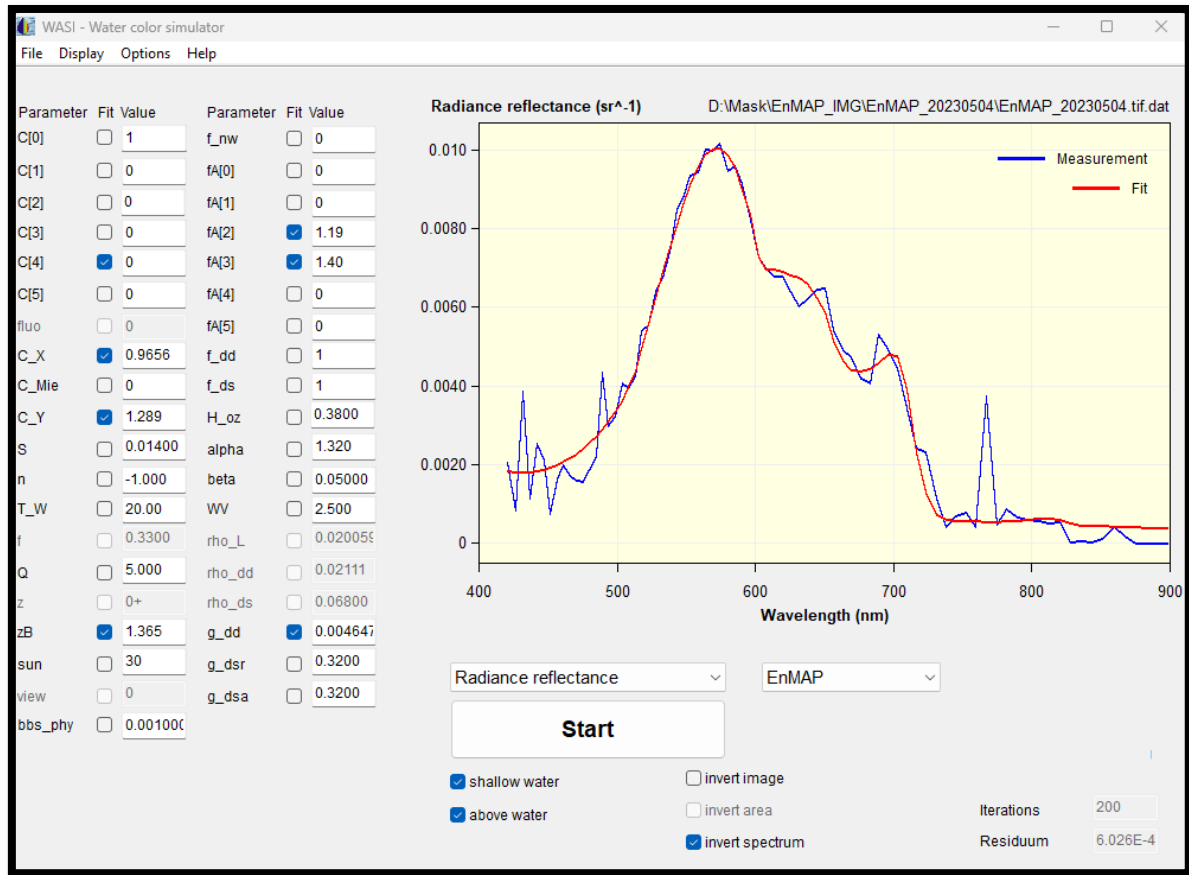 WASI - Water color simulator
File Display Options Help
Parameter Fit Value Parameter Fit Value
C[0] 1 f_nw 0
C[1] 0 fA[0] 0
C[2] 0 fA[1] 0
C[3] 0 fA[2] 1.19
C[4] 0 fA[3] 1.40
C[5] 0 fA[4] 0
fluo 0 fA[5] 0
C_X 0.9656 f_dd 1
C_Mie 0 f_ds 1
C_Y 1.289 H_oz 0.3800
S 0.01400 alpha 1.320
n -1.000 beta 0.05000
T_W 20.00 WV 2.500
f 0.3300 rho_L 0.020059
Q 5.000 rho_dd 0.02111
z 0+ rho_ds 0.06800
zB 1.365 g_dd 0.004647
sun 30 g_dsr 0.3200
view 0 g_dsa 0.3200
bbs_phy 0.001000
Radiance reflectance (sr^-1) D:\Mask\EnMAP_IMG\EnMAP_20230504\EnMAP_20230504.tif.dat
0.010
0.0080
0.0060
0.0040
0.0020
0
Measurement
Fit
400 500 600 700 800 900
Wavelength (nm)
Radiance reflectance EnMAP
Start
shallow water invert image
above water invert area Iterations 200
invert spectrum Residuum 6.026E-4